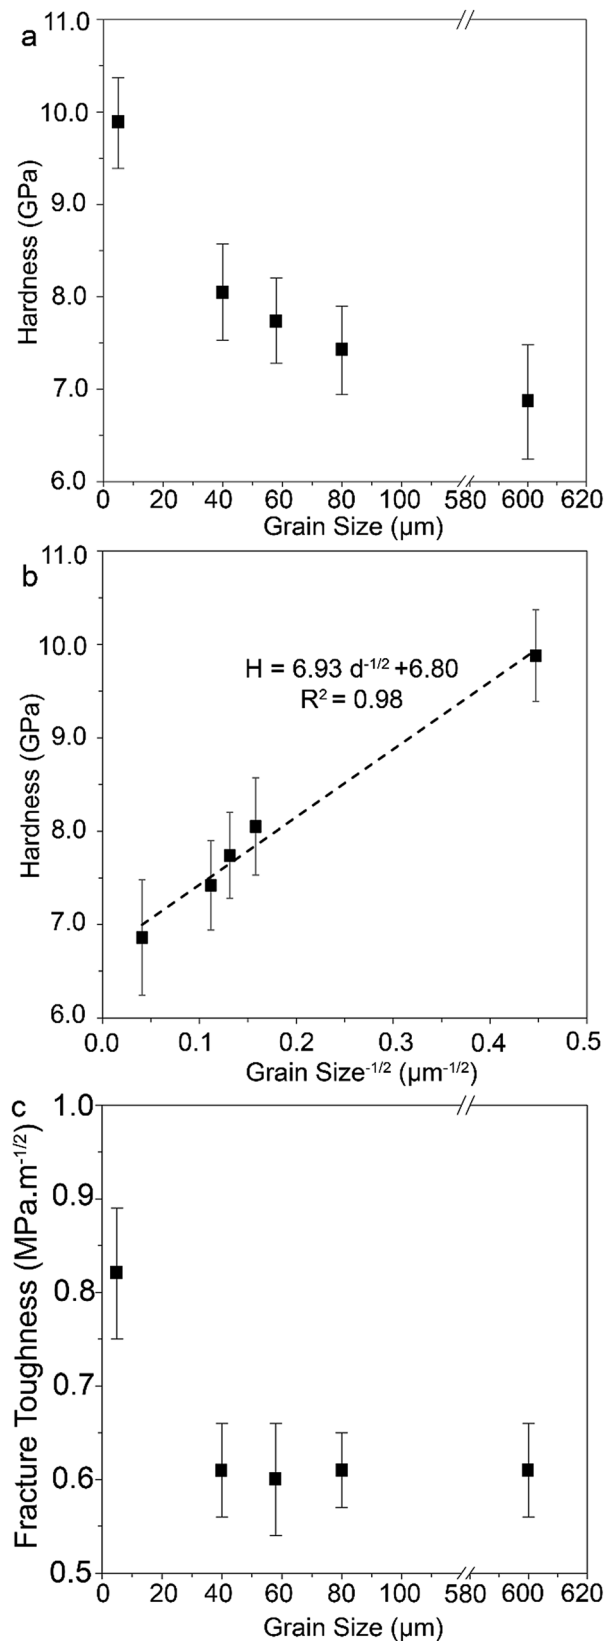 a
11.0
10.0
9.0
8.0
7.0
6.0
Hardness (GPa)
0 20 40 60 80 100 580 600 620
Grain Size (µm)
b
11.0
10.0
9.0
8.0
7.0
6.0
Hardness (GPa)
H = 6.93 d-1/2 +6.80
R2 = 0.98
0.0 0.1 0.2 0.3 0.4 0.5
Grain Size-1/2 (µm-1/2)
c
1.0
0.9
0.8
0.7
0.6
0.5
Fracture Toughness (MPa.m-1/2)
0 20 40 60 80 100 580 600 620
Grain Size (µm)